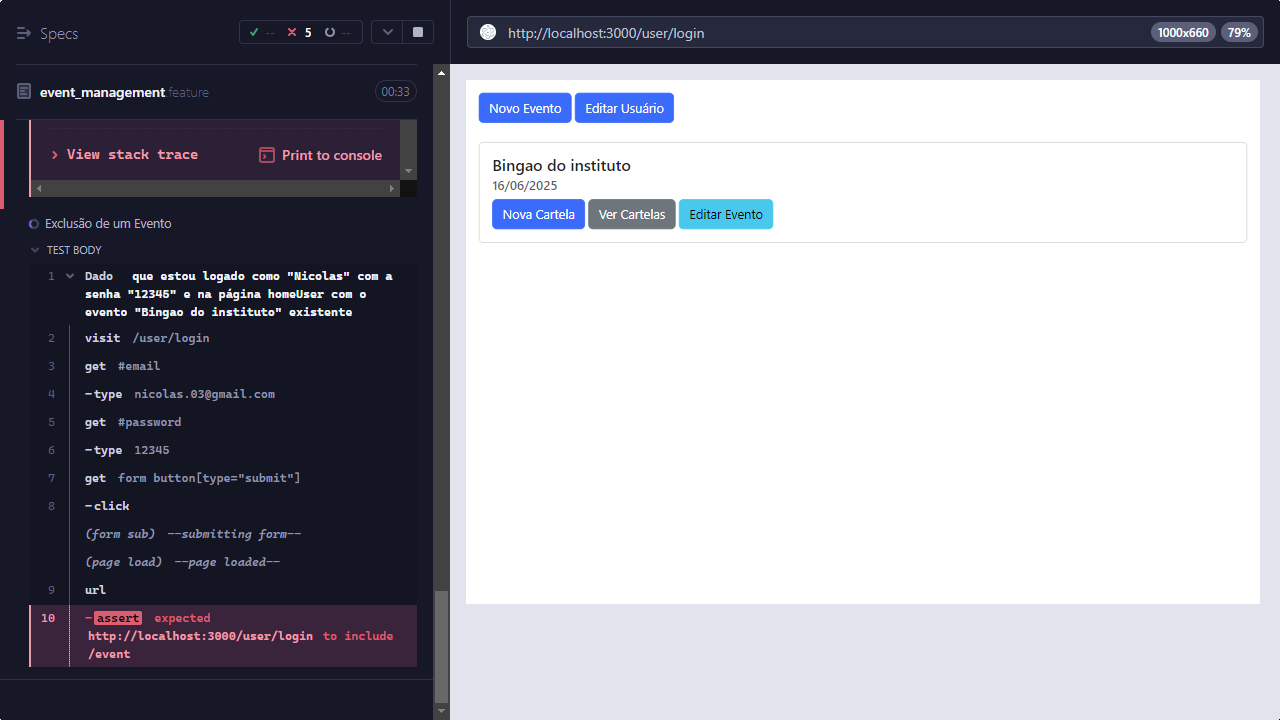 Specs
-- 5 --
event_management feature
00:33
View stack trace
Print to console
Exclusão de um Evento
TEST BODY
1 Dado que estou logado como "Nicolas" com a
senha "12345" e na página homeUser com o
evento "Bingao do instituto" existente
2 visit /user/login
3 get #email
4 -type nicolas.03@gmail.com
5 get #password
6 -type 12345
7 get form button[type="submit"]
8 -click
(form sub) --submitting form--
(page load) --page loaded--
9 url
10 -assert expected
http://localhost:3000/user/login to include
/event
http://localhost:3000/user/login
1000x660
79%
Novo Evento
Editar Usuário
Bingao do instituto
16/06/2025
Nova Cartela
Ver Cartelas
Editar Evento